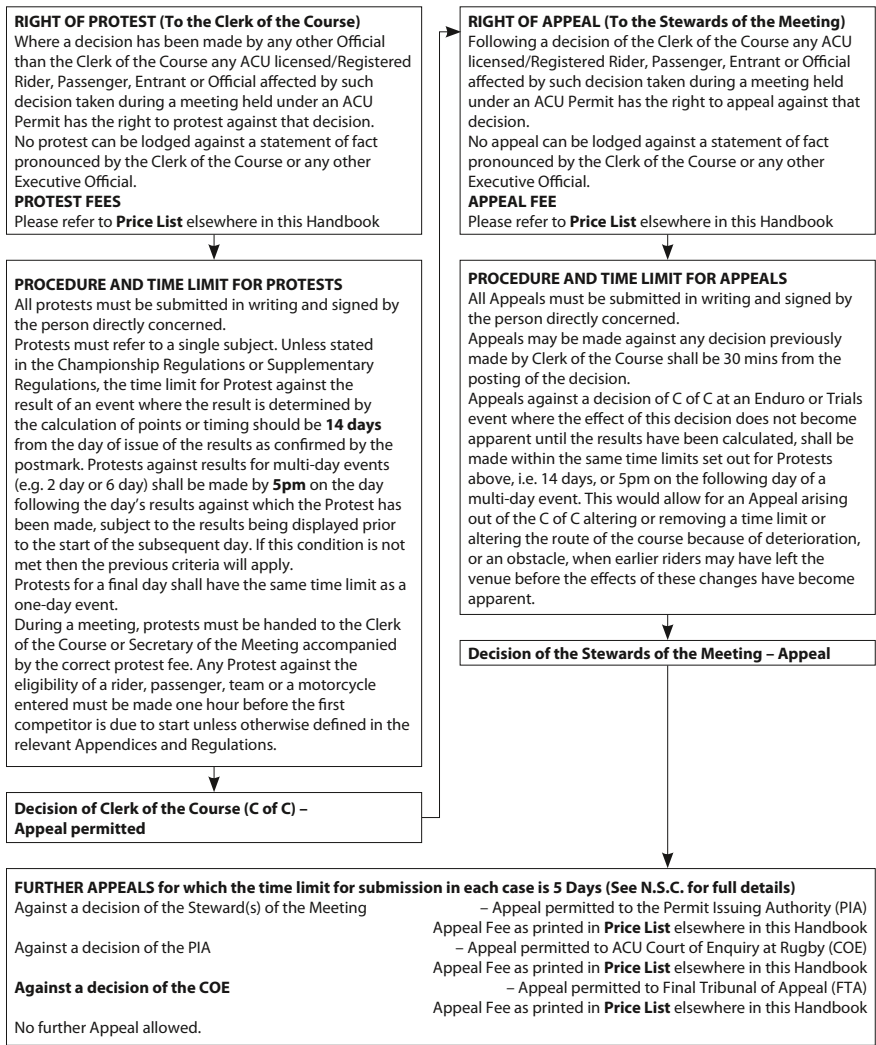 RIGHT OF PROTEST (To the Clerk of the Course)
Where a decision has been made by any other Official
than the Clerk of the Course any ACU licensed/Registered
Rider, Passenger, Entrant or Official affected by such
decision taken during a meeting held under an ACU
Permit has the right to protest against that decision.
No protest can be lodged against a statement of fact
pronounced by the Clerk of the Course or any other
Executive Official.
PROTEST FEES
Please refer to Price List elsewhere in this Handbook
PROCEDURE AND TIME LIMIT FOR PROTESTS
All protests must be submitted in writing and signed by
the person directly concerned.
Protests must refer to a single subject. Unless stated
in the Championship Regulations or Supplementary
Regulations, the time limit for Protest against the
result of an event where the result is determined by
the calculation of points or timing should be 14 days
from the day of issue of the results as confirmed by the
postmark. Protests against results for multi-day events
(e.g. 2 day or 6 day) shall be made by 5pm on the day
following the day's results against which the Protest has
been made, subject to the results being displayed prior
to the start of the subsequent day. If this condition is not
met then the previous criteria will apply.
Protests for a final day shall have the same time limit as a
one-day event.
During a meeting, protests must be handed to the Clerk
of the Course or Secretary of the Meeting accompanied
by the correct protest fee. Any Protest against the
eligibility of a rider, passenger, team or a motorcycle
entered must be made one hour before the first
competitor is due to start unless otherwise defined in the
relevant Appendices and Regulations.
Decision of Clerk of the Course (C of C) –
Appeal permitted
RIGHT OF APPEAL (To the Stewards of the Meeting)
Following a decision of the Clerk of the Course any ACU
licensed/Registered Rider, Passenger, Entrant or Official
affected by such decision taken during a meeting held
under an ACU Permit has the right to appeal against that
decision.
No appeal can be lodged against a statement of fact
pronounced by the Clerk of the Course or any other
Executive Official.
APPEAL FEE
Please refer to Price List elsewhere in this Handbook
PROCEDURE AND TIME LIMIT FOR APPEALS
All Appeals must be submitted in writing and signed by
the person directly concerned.
Appeals may be made against any decision previously
made by Clerk of the Course shall be 30 mins from the
posting of the decision.
Appeals against a decision of C of C at an Enduro or Trials
event where the effect of this decision does not become
apparent until the results have been calculated, shall be
made within the same time limits set out for Protests
above, i.e. 14 days, or 5pm on the following day of a
multi-day event. This would allow for an Appeal arising
out of the C of C altering or removing a time limit or
altering the route of the course because of deterioration,
or an obstacle, when earlier riders may have left the
venue before the effects of these changes have become
apparent.
Decision of the Stewards of the Meeting – Appeal
FURTHER APPEALS for which the time limit for submission in each case is 5 Days (See N.S.C. for full details)
Against a decision of the Steward(s) of the Meeting – Appeal permitted to the Permit Issuing Authority (PIA)
Appeal Fee as printed in Price List elsewhere in this Handbook
Against a decision of the PIA – Appeal permitted to ACU Court of Enquiry at Rugby (COE)
Appeal Fee as printed in Price List elsewhere in this Handbook
Against a decision of the COE – Appeal permitted to Final Tribunal of Appeal (FTA)
Appeal Fee as printed in Price List elsewhere in this Handbook
No further Appeal allowed.